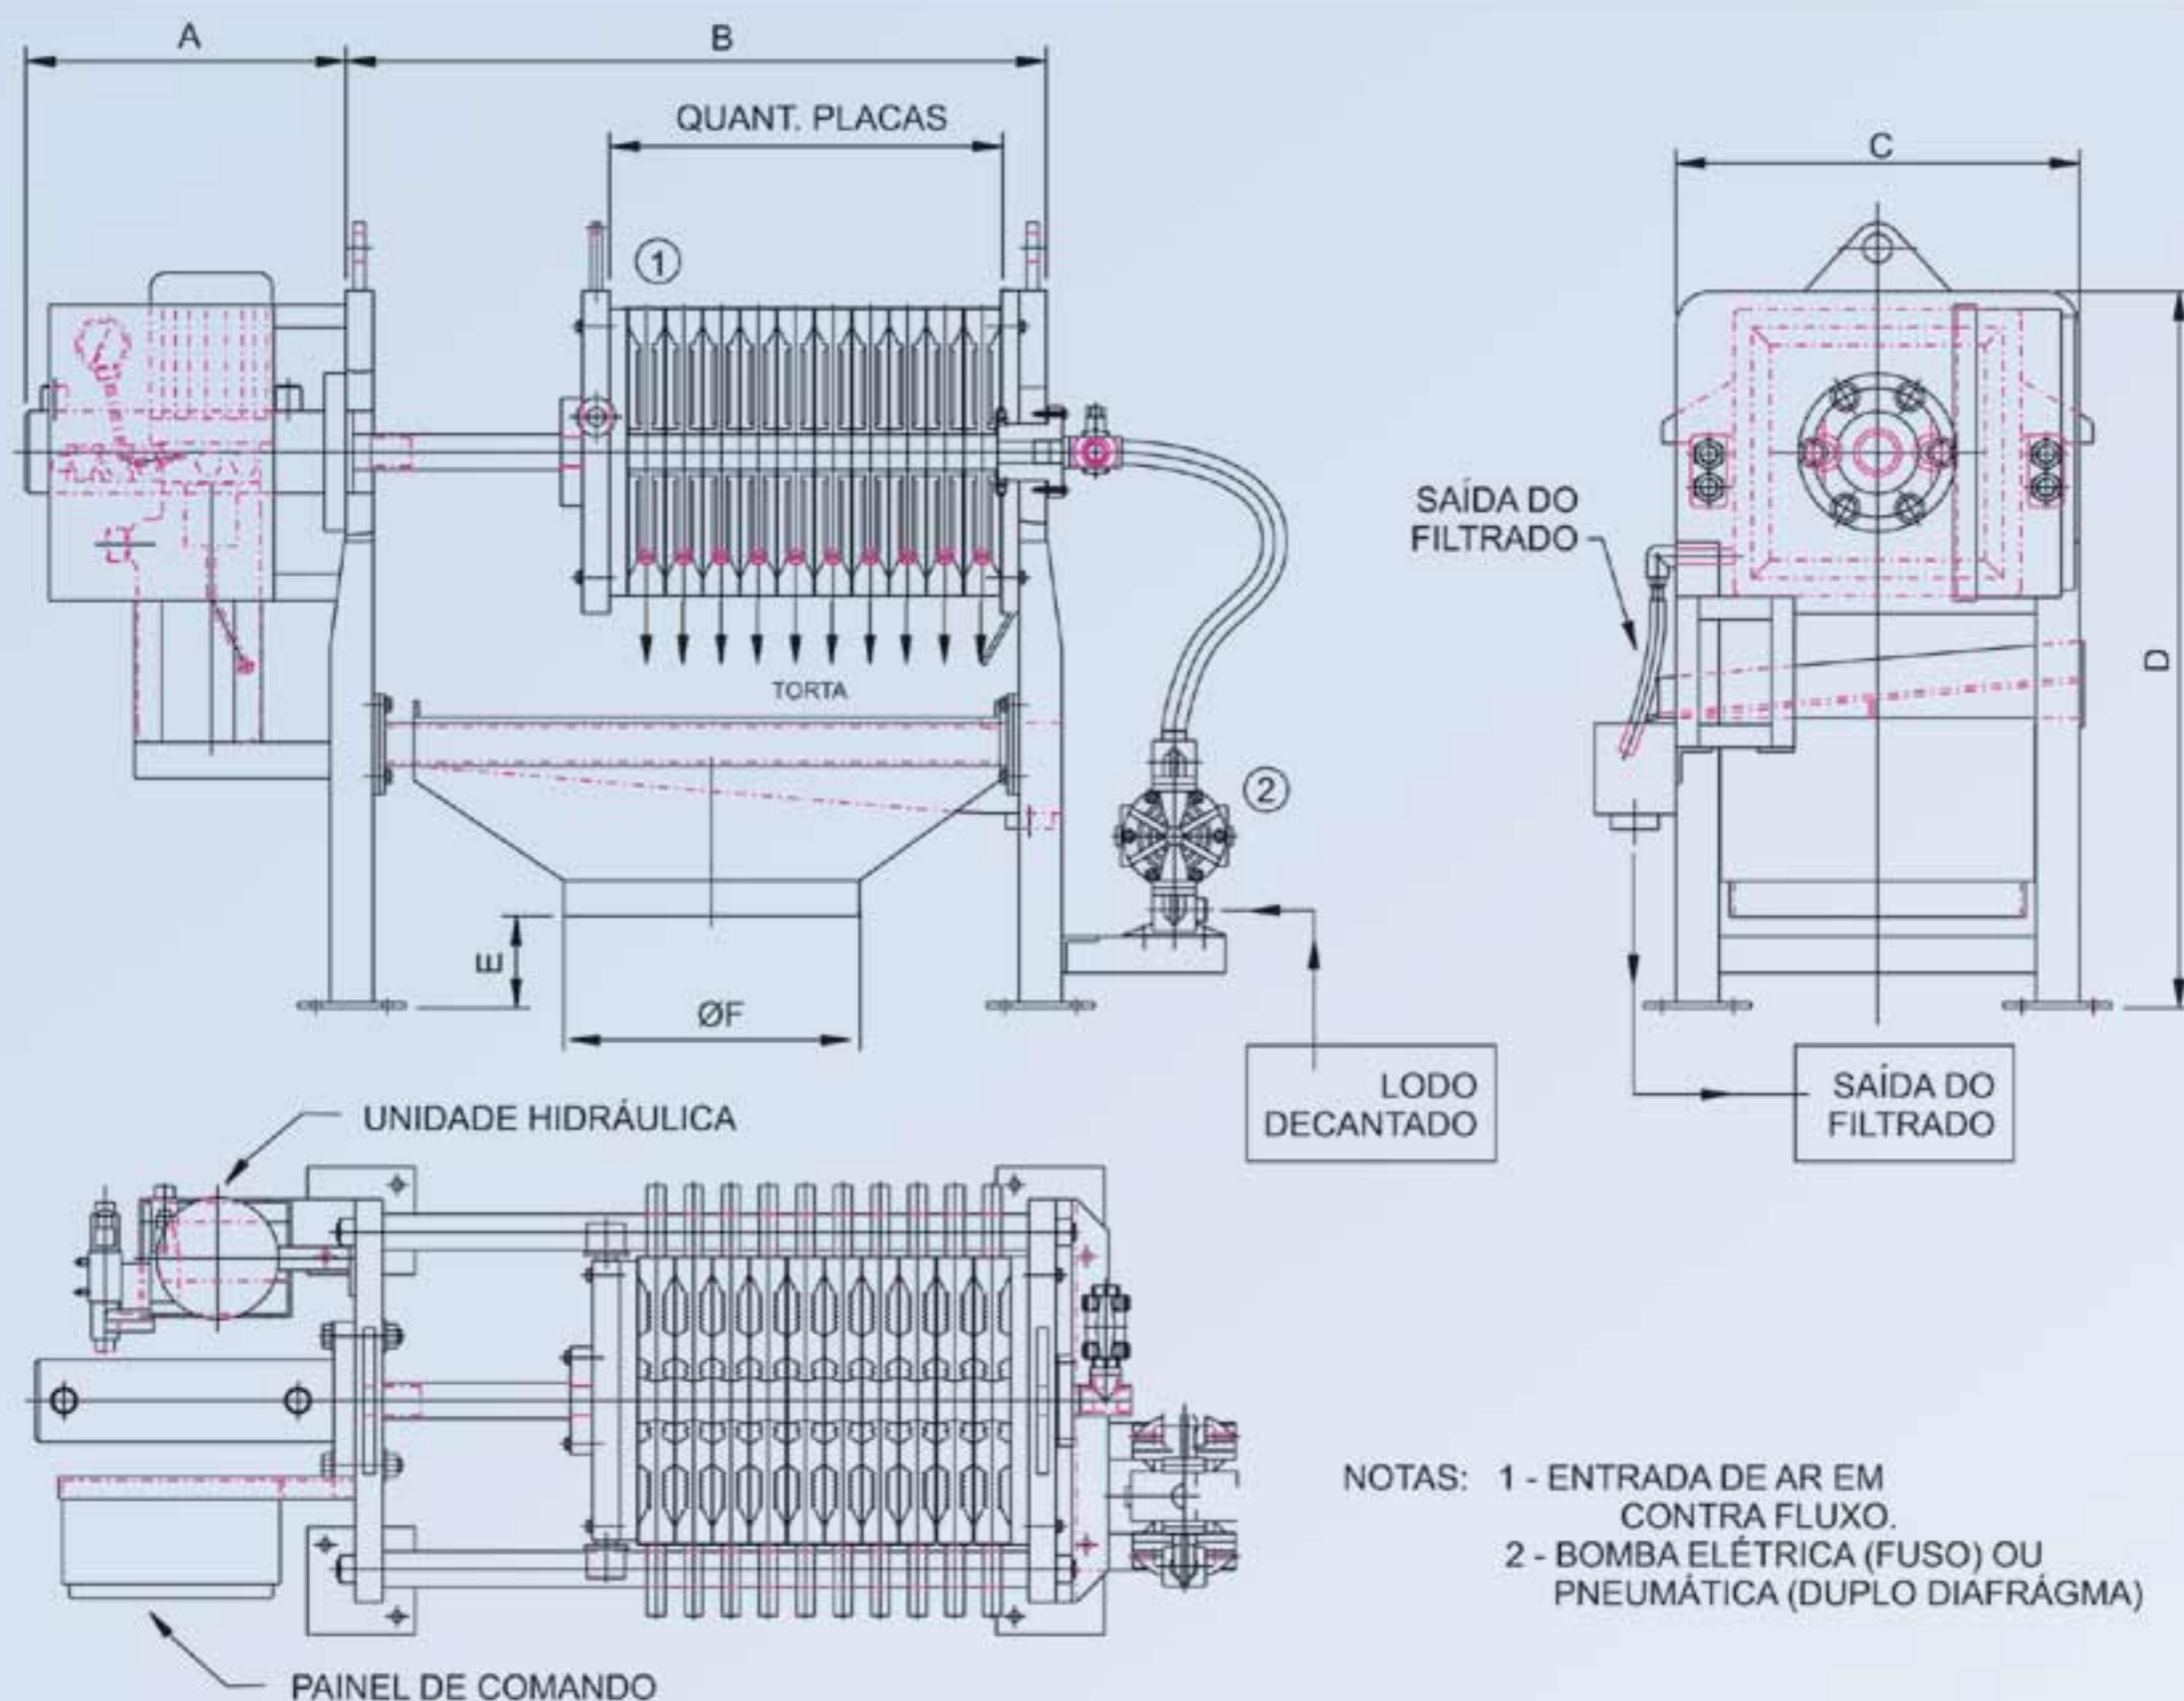 A
B
QUANT. PLACAS
C
1
SAÍDA DO
FILTRADO
D
TORTA
2
E
ØF
LODO
DECANTADO
SAÍDA DO
FILTRADO
UNIDADE HIDRÁULICA
NOTAS: 1 - ENTRADA DE AR EM
CONTRA FLUXO.
2 - BOMBA ELÉTRICA (FUSO) OU
PNEUMÁTICA (DUPLO DIAFRÁGMA)
PAINEL DE COMANDO